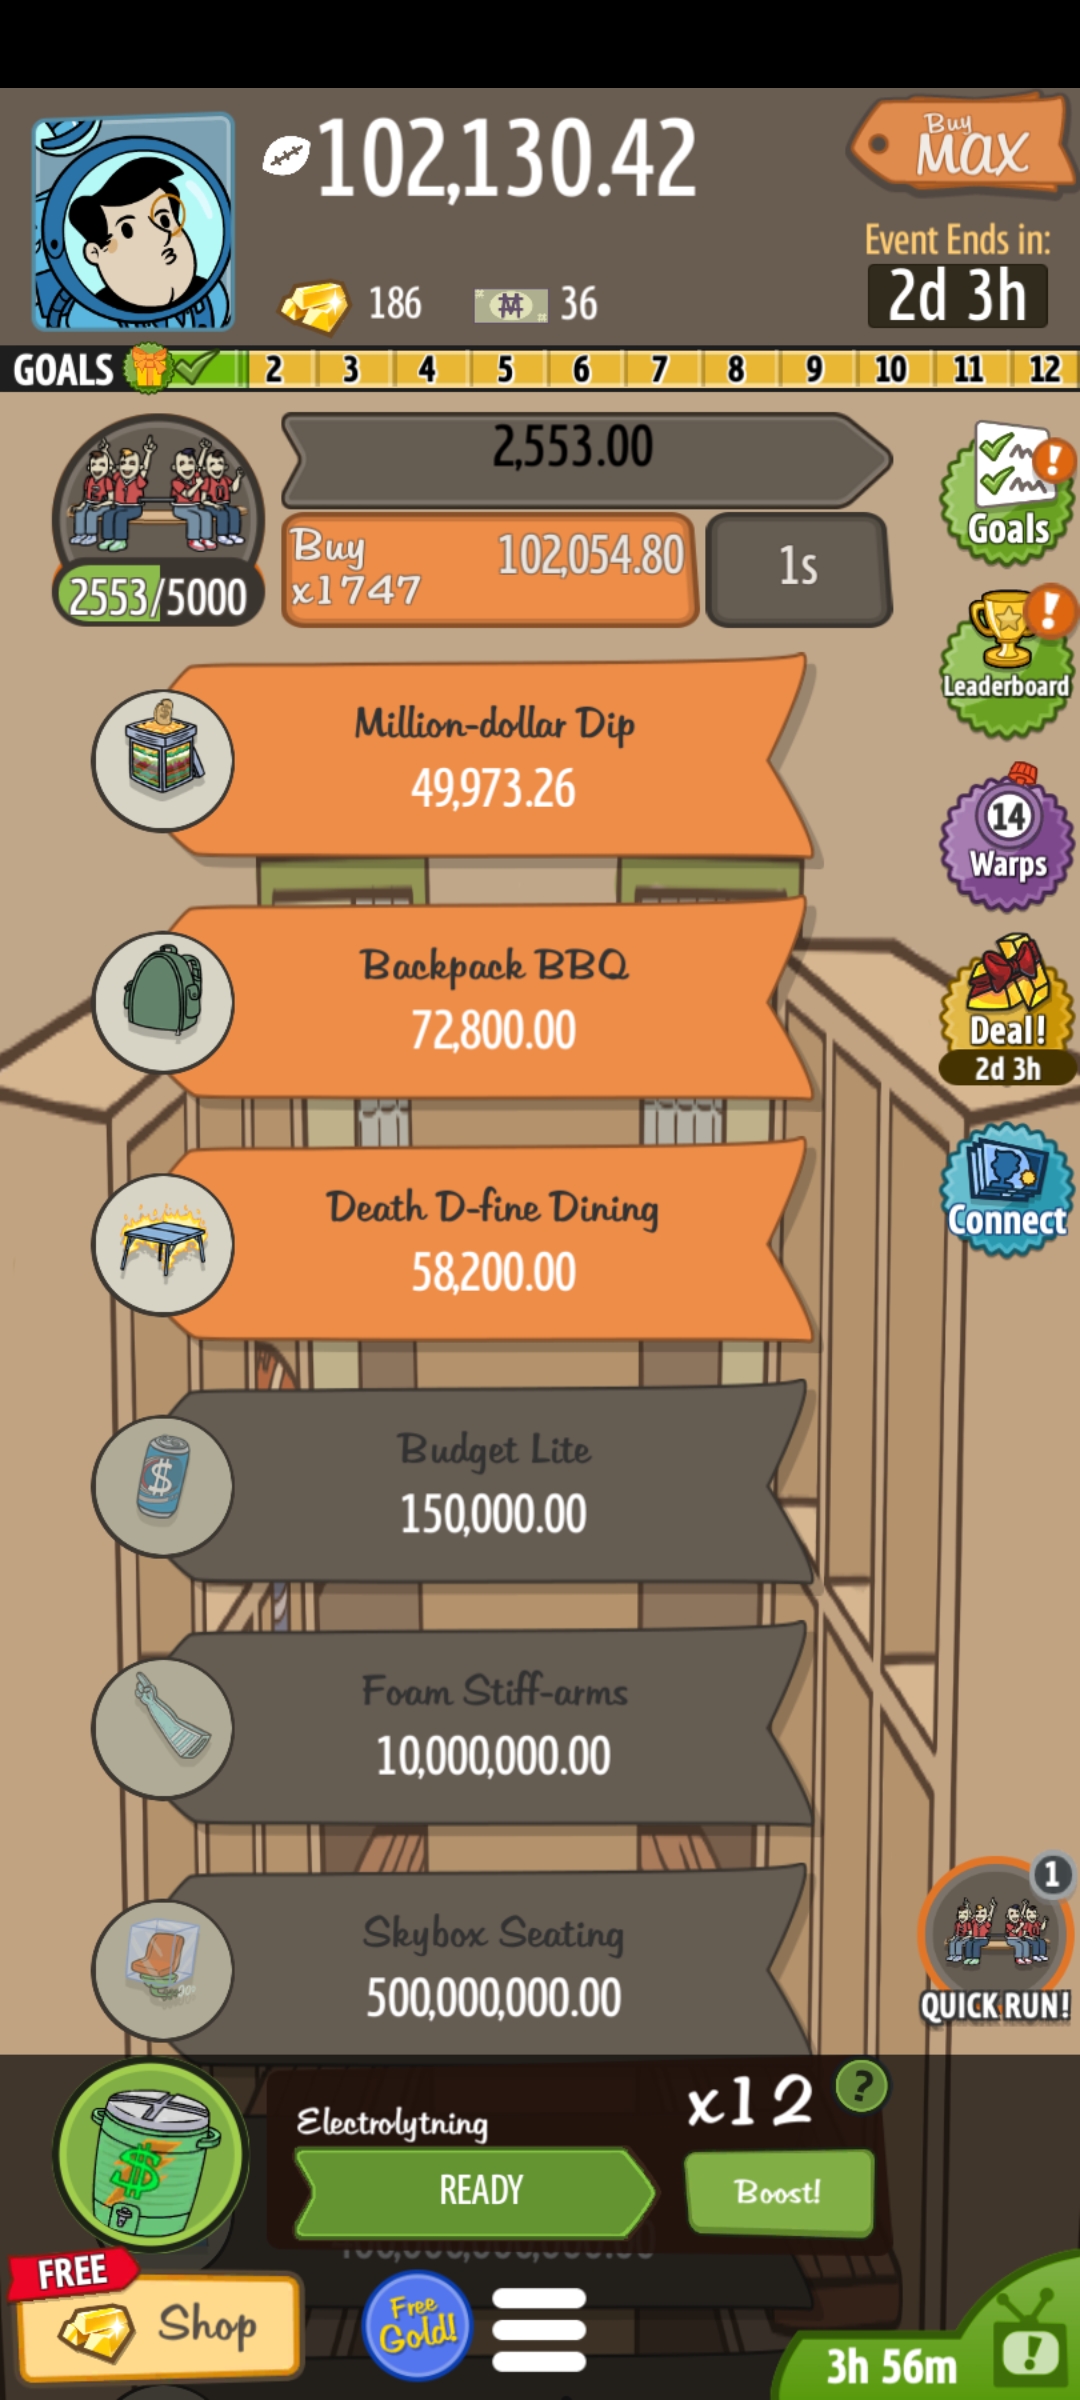 102,130.42
Buy
MAX
Event Ends in:
2d 3h
186
36
GOALS 2 3 4 5 6 7 8 9 10 11 12
2,553.00
Buy
x1747
102,054.80
1s
2553/5000
Goals
Leaderboard
Million-dollar Dip
49,973.26
14
Warps
Backpack BBQ
72,800.00
Deal!
2d 3h
Death D-fine Dining
58,200.00
Connect
Budget Lite
150,000.00
Foam Stiff-arms
10,000,000.00
1
QUICK RUN!
Skybox Seating
500,000,000.00
Electrolytning
x12
?
READY
Boost!
FREE
Shop
Free
Gold!
3h 56m